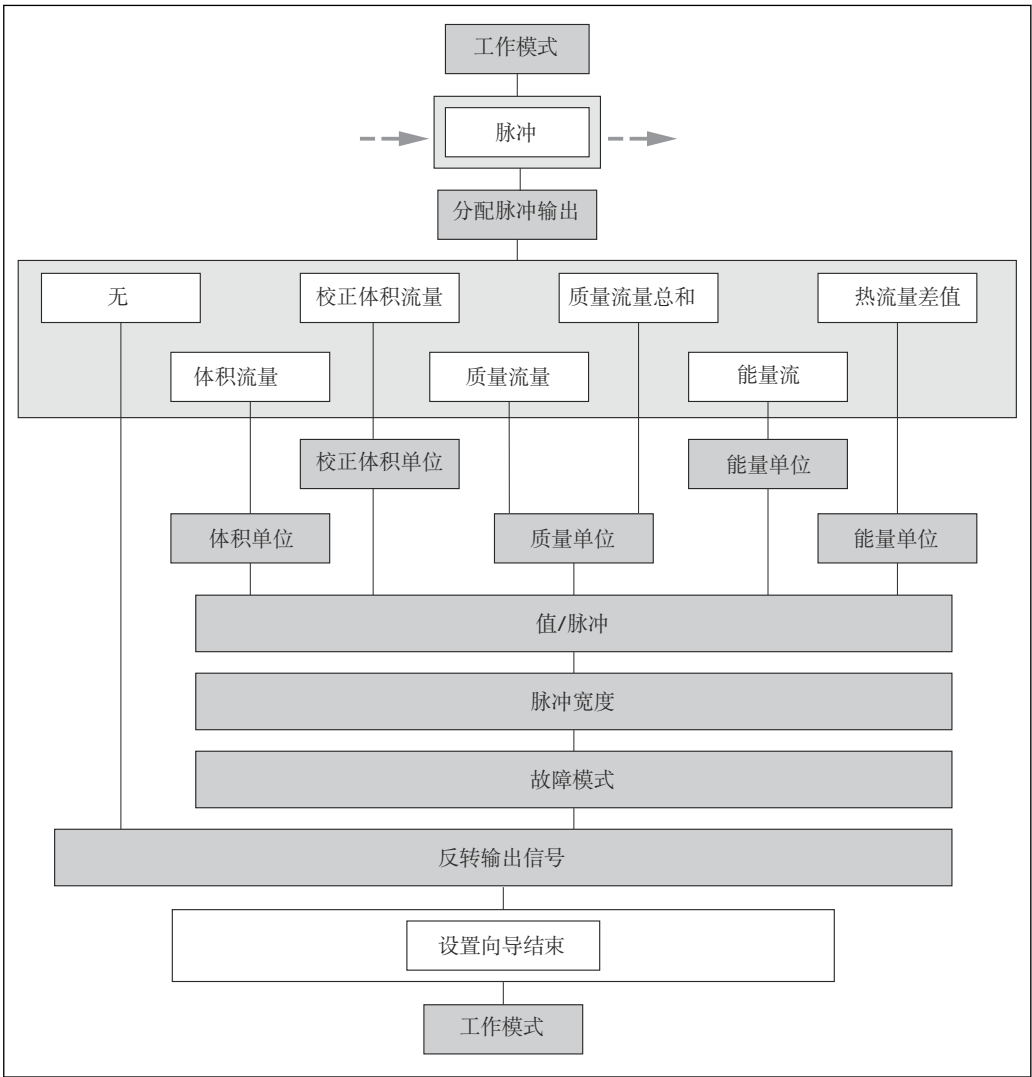 工作模式
脉冲
分配脉冲输出
无
校正体积流量
质量流量总和
热流量差值
体积流量
质量流量
能量流
校正体积单位
能量单位
体积单位
质量单位
能量单位
值/脉冲
脉冲宽度
故障模式
反转输出信号
设置向导结束
工作模式